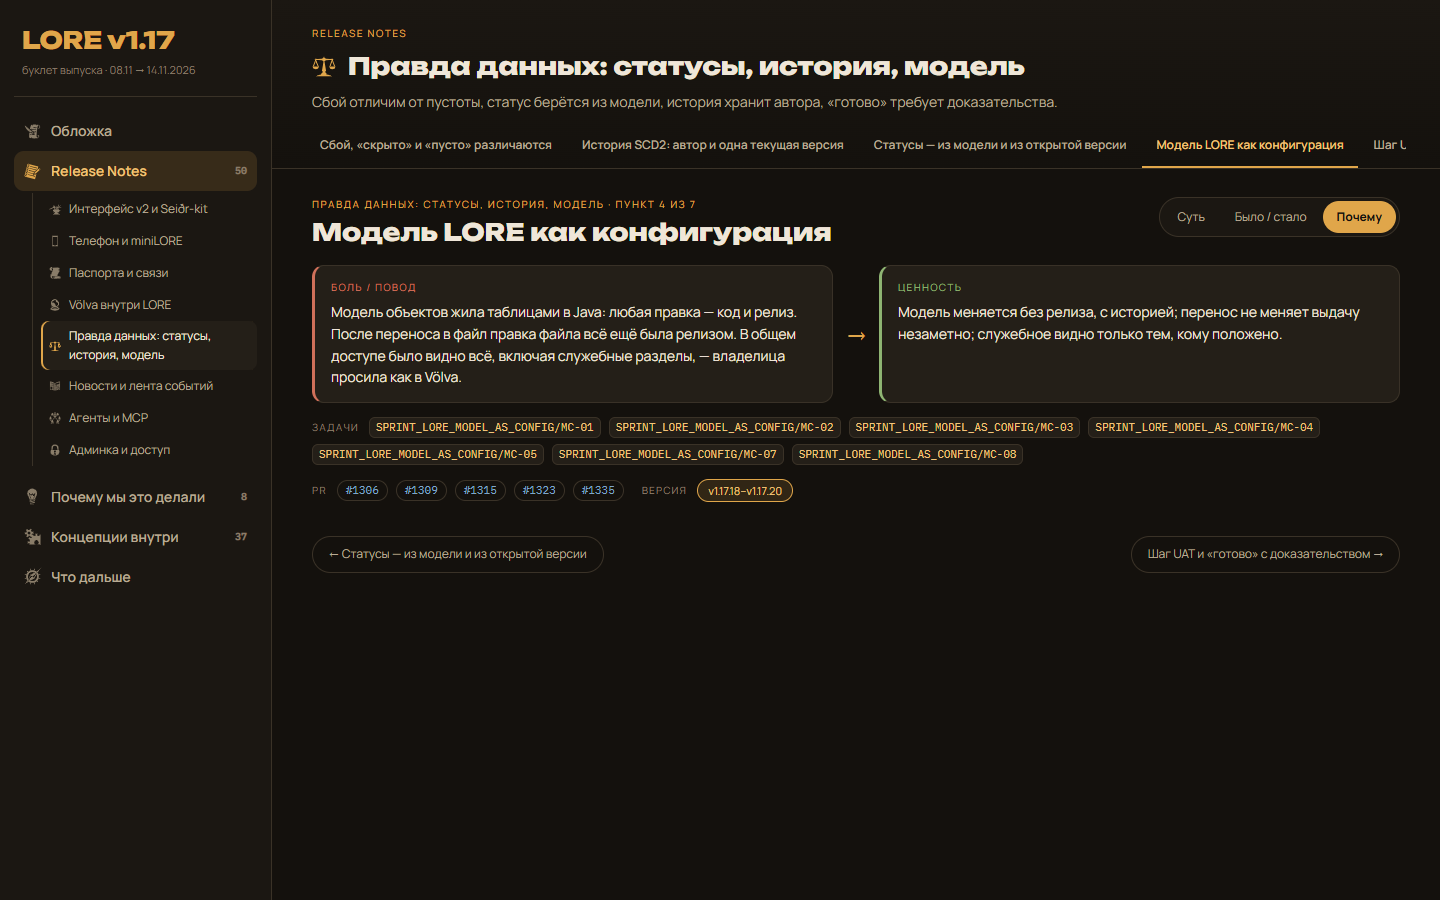 LORE v1.17
буклет выпуска · 08.11 → 14.11.2026
Обложка
Release Notes 50
Интерфейс v2 и Seiðr-kit
Телефон и miniLORE
Паспорта и связи
Völva внутри LORE
Правда данных: статусы,
история, модель
Новости и лента событий
Агенты и MCP
Админка и доступ
Почему мы это делали 8
Концепции внутри 37
Что дальше
RELEASE NOTES
Правда данных: статусы, история, модель
Сбой отличим от пустоты, статус берётся из модели, история хранит автора, «готово» требует доказательства.
Сбой, «скрыто» и «пусто» различаются
История SCD2: автор и одна текущая версия
Статусы — из модели и из открытой версии
Модель LORE как конфигурация
Шаг
ПРАВДА ДАННЫХ: СТАТУСЫ, ИСТОРИЯ, МОДЕЛЬ · ПУНКТ 4 ИЗ 7
Модель LORE как конфигурация
Суть
Было / стало
Почему
БОЛЬ / ПОВОД
Модель объектов жила таблицами в Java: любая правка — код и релиз.
После переноса в файл правка файла всё ещё была релизом. В общем
доступе было видно всё, включая служебные разделы, — владелица
просила как в Völva.
→
ЦЕННОСТЬ
Модель меняется без релиза, с историей; перенос не меняет выдачу
незаметно; служебное видно только тем, кому положено.
ЗАДАЧИ SPRINT_LORE_MODEL_AS_CONFIG/MC-01 SPRINT_LORE_MODEL_AS_CONFIG/MC-02 SPRINT_LORE_MODEL_AS_CONFIG/MC-03 SPRINT_LORE_MODEL_AS_CONFIG/MC-04
SPRINT_LORE_MODEL_AS_CONFIG/MC-05 SPRINT_LORE_MODEL_AS_CONFIG/MC-07 SPRINT_LORE_MODEL_AS_CONFIG/MC-08
PR #1306 #1309 #1315 #1323 #1335 ВЕРСИЯ v1.17.18–v1.17.20
← Статусы — из модели и из открытой версии
Шаг UAT и «готово» с доказательством →